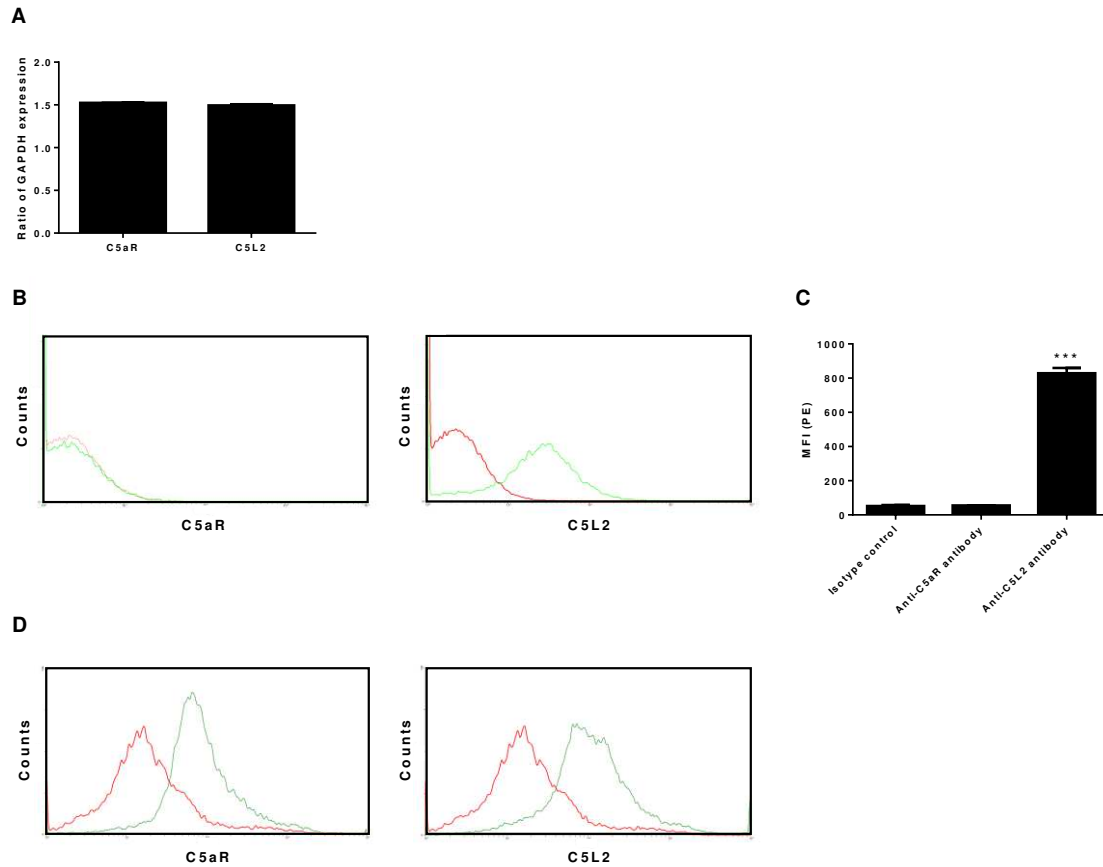 A
Ratio of GAPDH expression
2.0
1.5
1.0
0.5
0.0
C5aR
C5L2
B
Counts
C5aR
Counts
C5L2
C
MFI (PE)
1000
800
600
400
200
0
***
Isotype control
Anti-C5aR antibody
Anti-C5L2 antibody
D
Counts
C5aR
Counts
C5L2